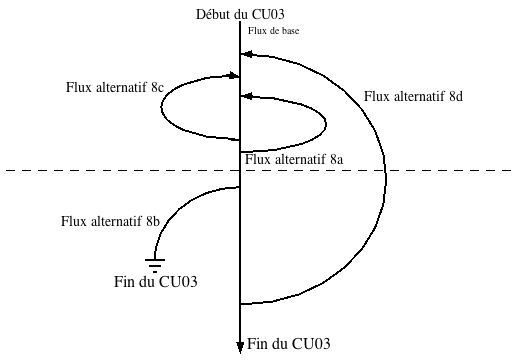 Début du CU03
Flux de base
Flux alternatif 8c
Flux alternatif 8d
Flux alternatif 8a
Flux alternatif 8b
Fin du CU03
Fin du CU03